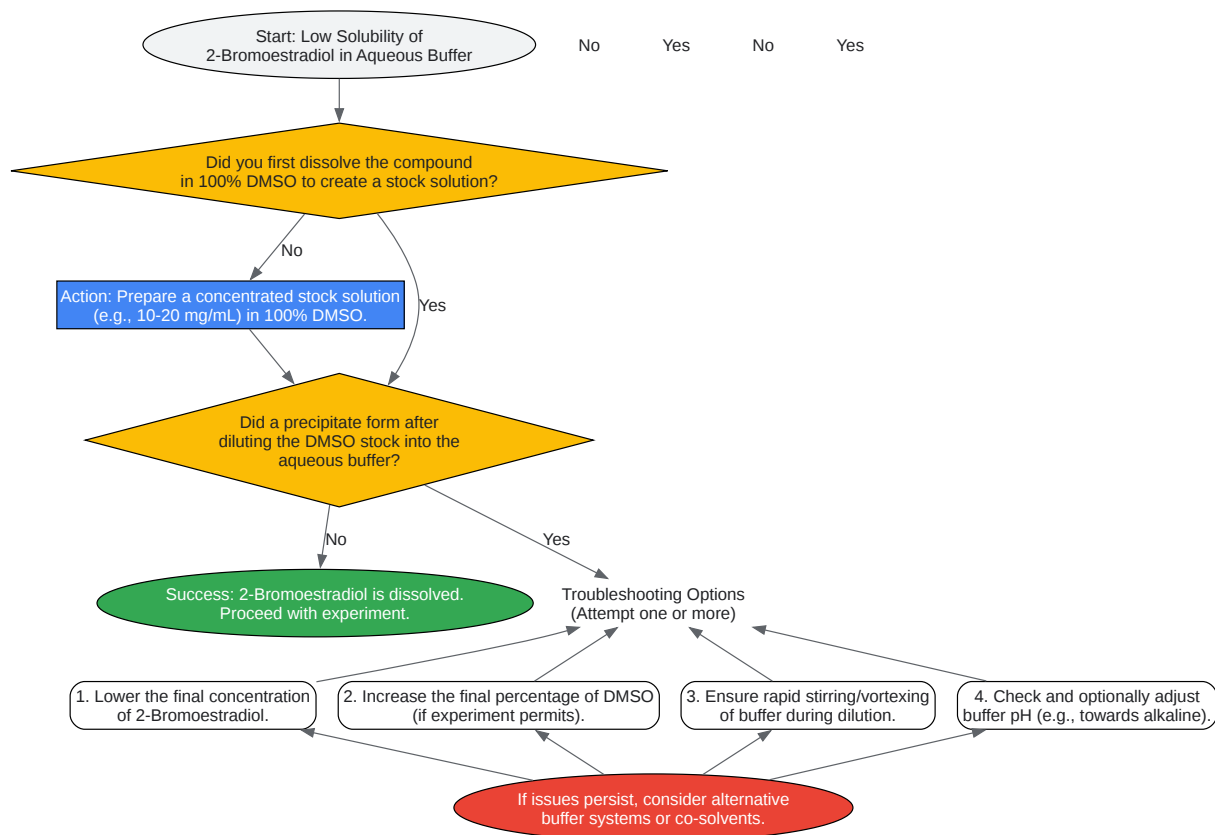 Start: Low Solubility of
2-Bromoestradiol in Aqueous Buffer
No
Yes
No
Yes
Did you first dissolve the compound
in 100% DMSO to create a stock solution?
No
Action: Prepare a concentrated stock solution
(e.g., 10-20 mg/mL) in 100% DMSO.
Yes
Did a precipitate form after
diluting the DMSO stock into the
aqueous buffer?
No
Yes
Success: 2-Bromoestradiol is dissolved.
Proceed with experiment.
Troubleshooting Options
(Attempt one or more)
1. Lower the final concentration
of 2-Bromoestradiol.
2. Increase the final percentage of DMSO
(if experiment permits).
3. Ensure rapid stirring/vortexing
of buffer during dilution.
4. Check and optionally adjust
buffer pH (e.g., towards alkaline).
If issues persist, consider alternative
buffer systems or co-solvents.